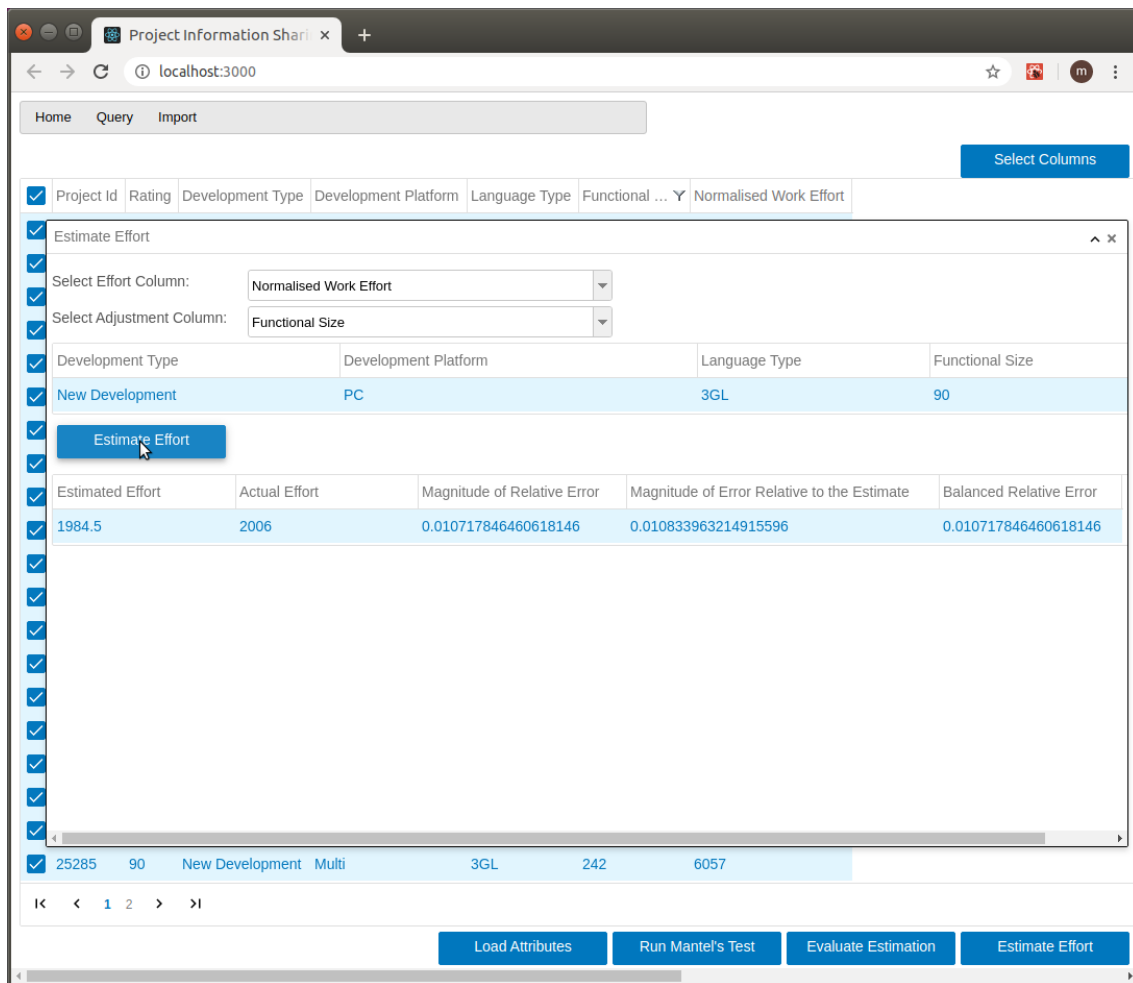 Project Information Shari
localhost:3000
m
Home Query Import
Select Columns
Project Id Rating Development Type Development Platform Language Type Functional ... Normalised Work Effort
Estimate Effort
Select Effort Column: Normalised Work Effort
Select Adjustment Column: Functional Size
Development Type Development Platform Language Type Functional Size
New Development PC 3GL 90
Estimate Effort
Estimated Effort Actual Effort Magnitude of Relative Error Magnitude of Error Relative to the Estimate Balanced Relative Error
1984.5 2006 0.010717846460618146 0.010833963214915596 0.010717846460618146
25285 90 New Development Multi 3GL 242 6057
1 2
Load Attributes Run Mantel's Test Evaluate Estimation Estimate Effort